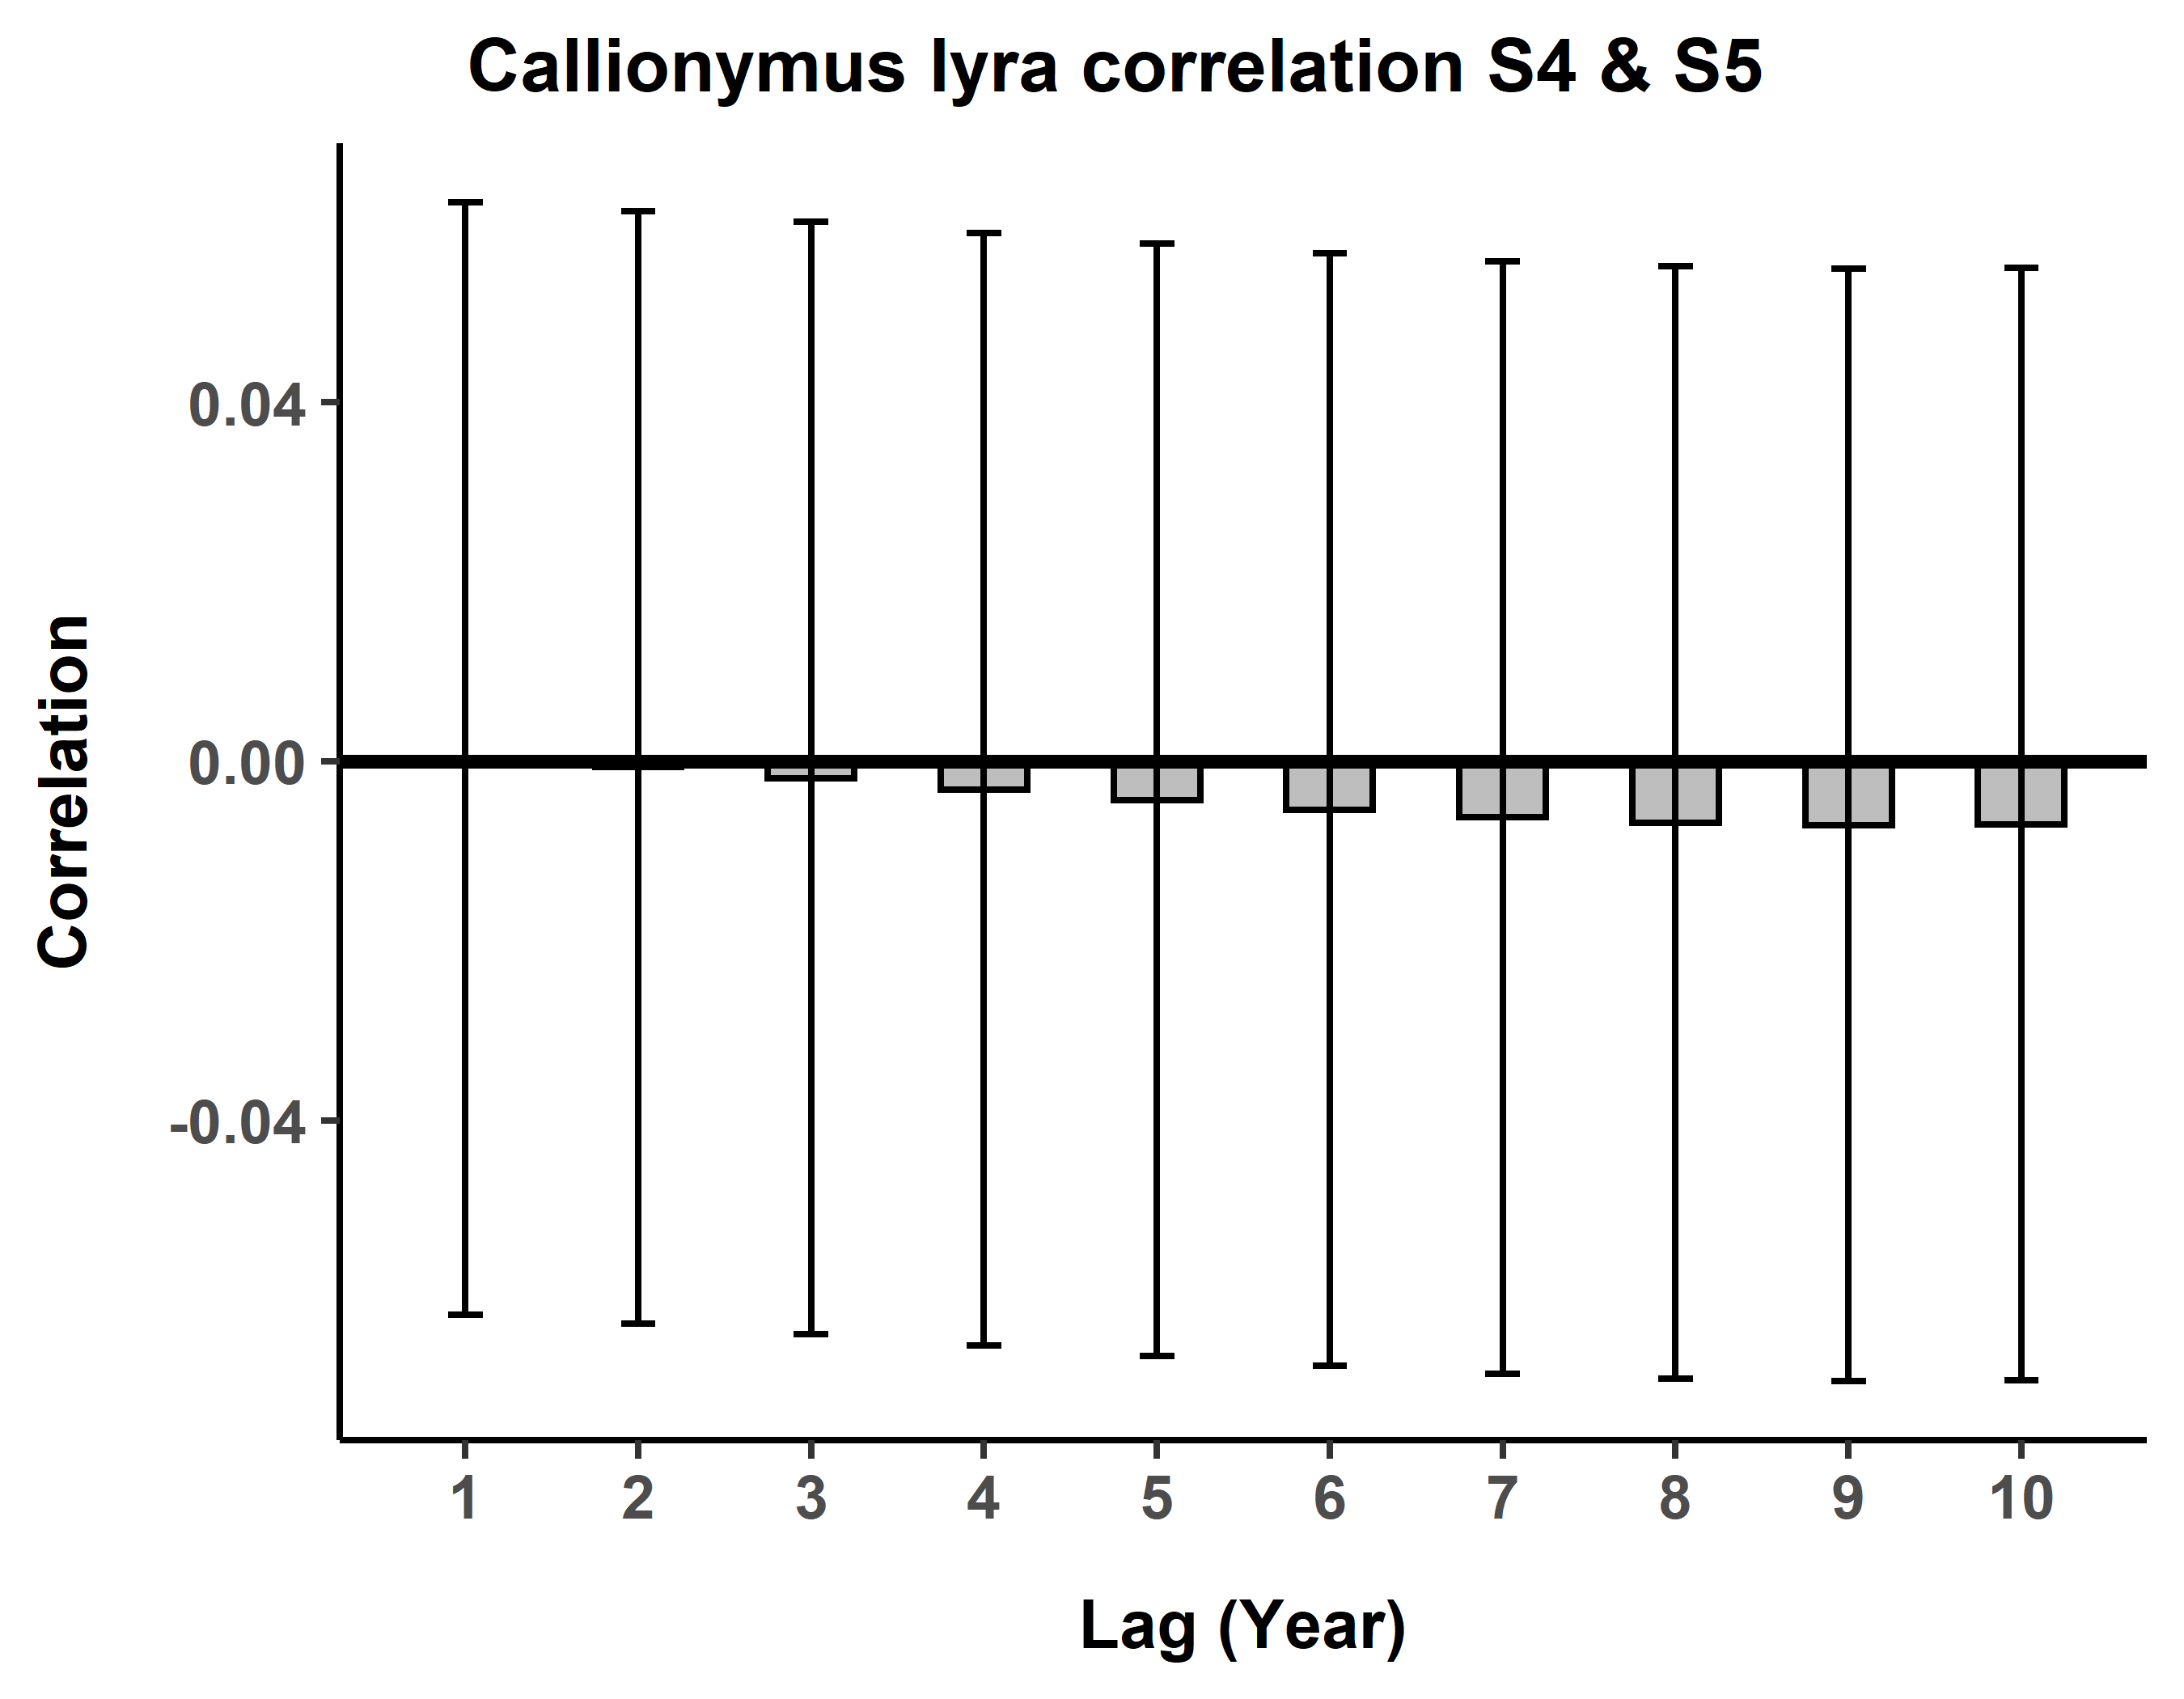 Callionymus lyra correlation S4 & S5
Correlation
0.04
0.00
-0.04
1 2 3 4 5 6 7 8 9 10
Lag (Year)